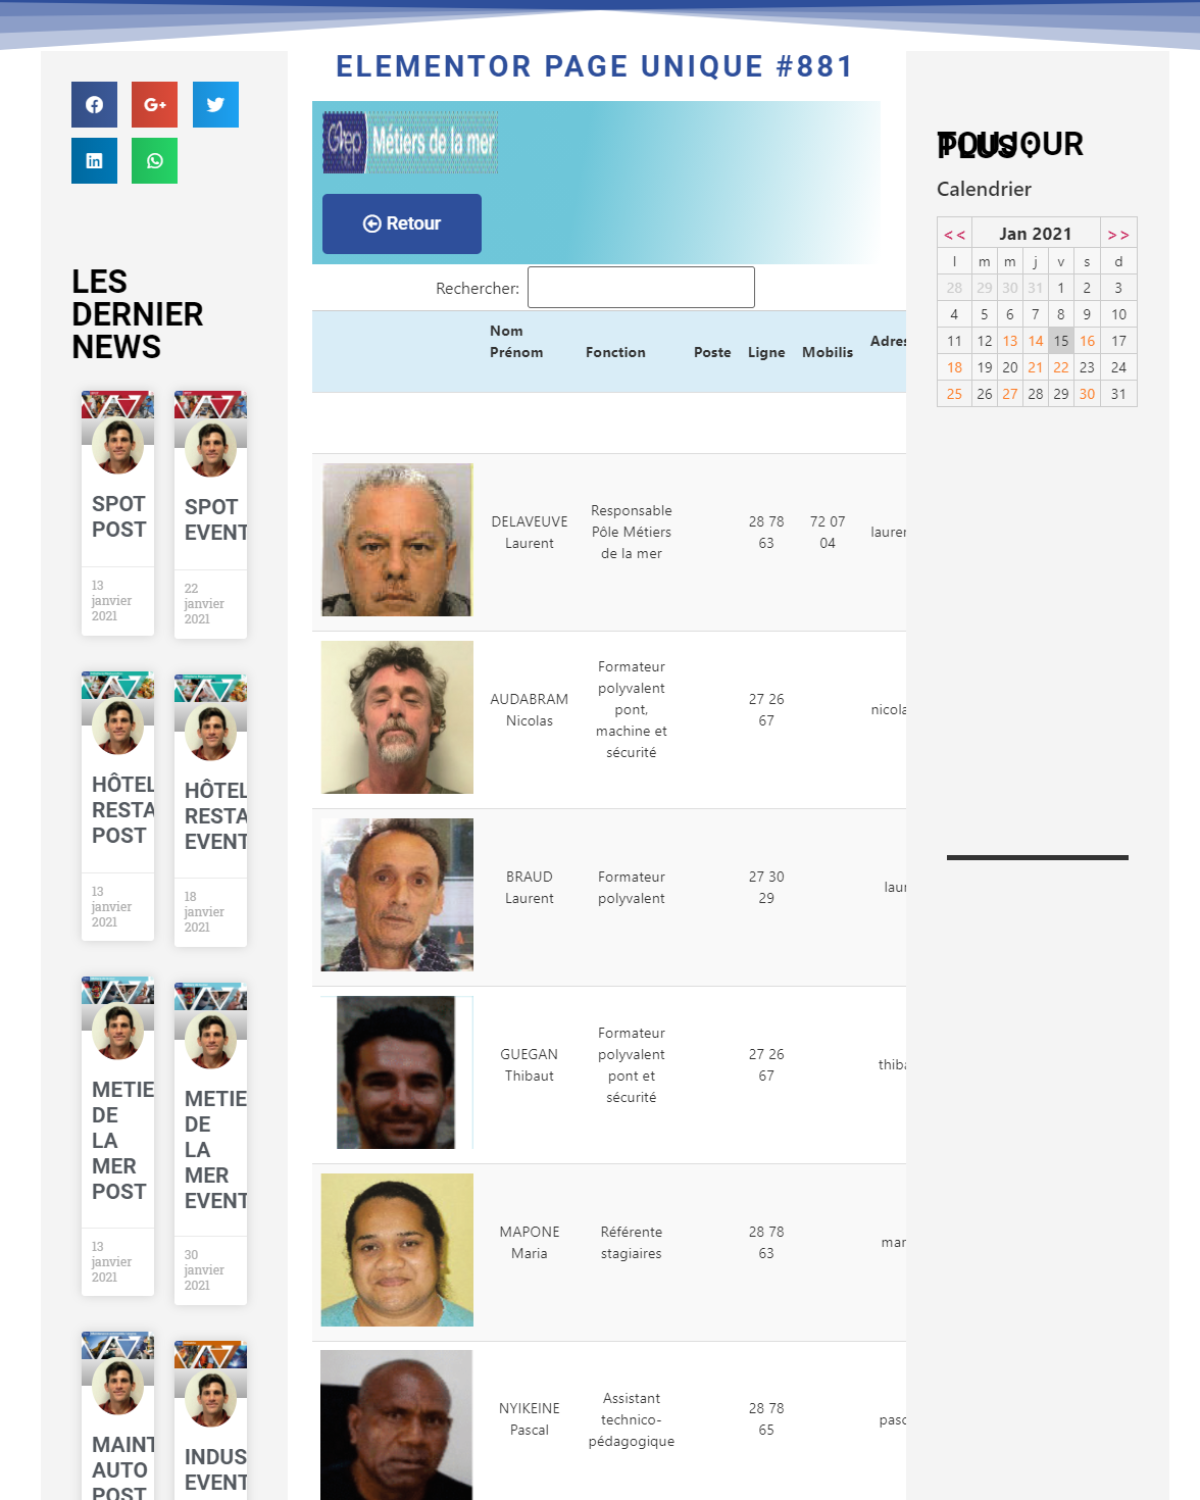 ELEMENTOR PAGE UNIQUE #881
G+
LES
DERNIER
NEWS
SPOT
POST
13
janvier
2021
SPOT
EVENT
22
janvier
2021
HÔTEL
RESTA
POST
13
janvier
2021
HÔTEL
RESTA
EVENT
18
janvier
2021
METIE
DE
LA
MER
POST
13
janvier
2021
METIE
DE
LA
MER
EVENT
30
janvier
2021
MAINT
AUTO
POST
INDUS
EVENT
Grep
Métiers de la mer
Retour
Rechercher:
Nom
Prénom
Fonction
Poste
Ligne
Mobilis
Adres
DELAVEUVE
Laurent
Responsable
Pôle Métiers
de la mer
28 78
63
72 07
04
lauren
AUDABRAM
Nicolas
Formateur
polyvalent
pont,
machine et
sécurité
27 26
67
nicola
BRAUD
Laurent
Formateur
polyvalent
27 30
29
laur
GUEGAN
Thibaut
Formateur
polyvalent
pont et
sécurité
27 26
67
thiba
MAPONE
Maria
Référente
stagiaires
28 78
63
mar
NYIKEINE
Pascal
Assistant
technico-
pédagogique
28 78
65
pasc
TOUJOUR
PLUS :
Calendrier
<< Jan 2021 >>
l m m j v s d
28 29 30 31 1 2 3
4 5 6 7 8 9 10
11 12 13 14 15 16 17
18 19 20 21 22 23 24
25 26 27 28 29 30 31